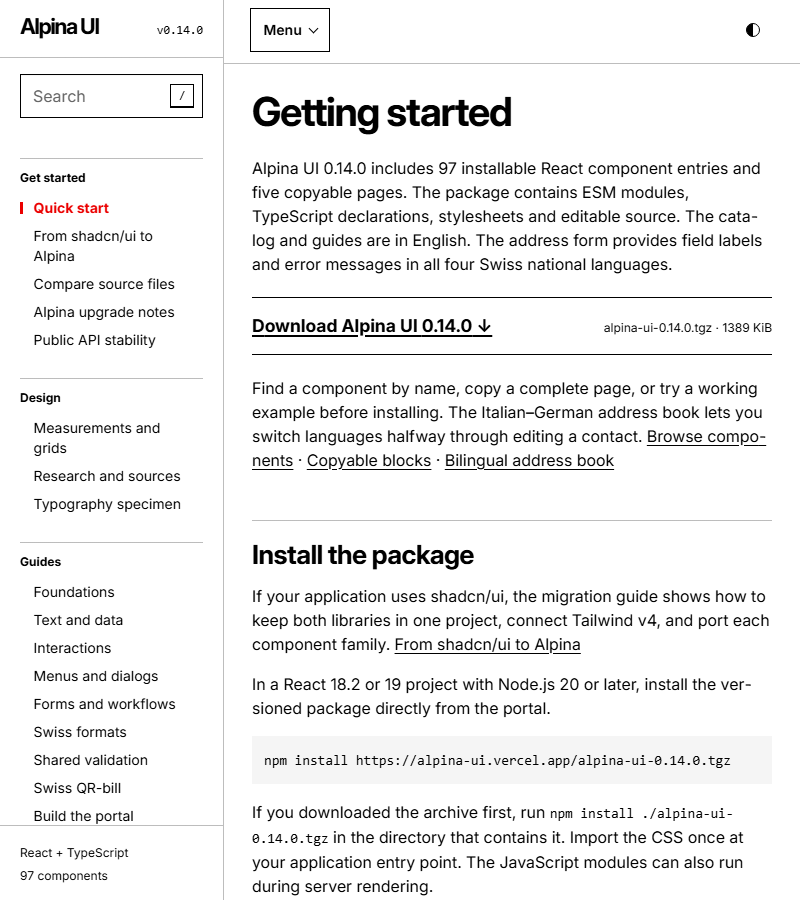 Alpina UI
v0.14.0
Search
/
Get started
Quick start
From shadcn/ui to
Alpina
Compare source files
Alpina upgrade notes
Public API stability
Design
Measurements and
grids
Research and sources
Typography specimen
Guides
Foundations
Text and data
Interactions
Menus and dialogs
Forms and workflows
Swiss formats
Shared validation
Swiss QR-bill
Build the portal
React + TypeScript
97 components
Menu
Getting started
Alpina UI 0.14.0 includes 97 installable React component entries and
five copyable pages. The package contains ESM modules,
TypeScript declarations, stylesheets and editable source. The cata-
log and guides are in English. The address form provides field labels
and error messages in all four Swiss national languages.
Download Alpina UI 0.14.0 ↓
alpina-ui-0.14.0.tgz · 1389 KiB
Find a component by name, copy a complete page, or try a working
example before installing. The Italian–German address book lets you
switch languages halfway through editing a contact. Browse compo-
nents · Copyable blocks · Bilingual address book
Install the package
If your application uses shadcn/ui, the migration guide shows how to
keep both libraries in one project, connect Tailwind v4, and port each
component family. From shadcn/ui to Alpina
In a React 18.2 or 19 project with Node.js 20 or later, install the ver-
sioned package directly from the portal.
npm install https://alpina-ui.vercel.app/alpina-ui-0.14.0.tgz
If you downloaded the archive first, run npm install ./alpina-ui-
0.14.0.tgz in the directory that contains it. Import the CSS once at
your application entry point. The JavaScript modules can also run
during server rendering.